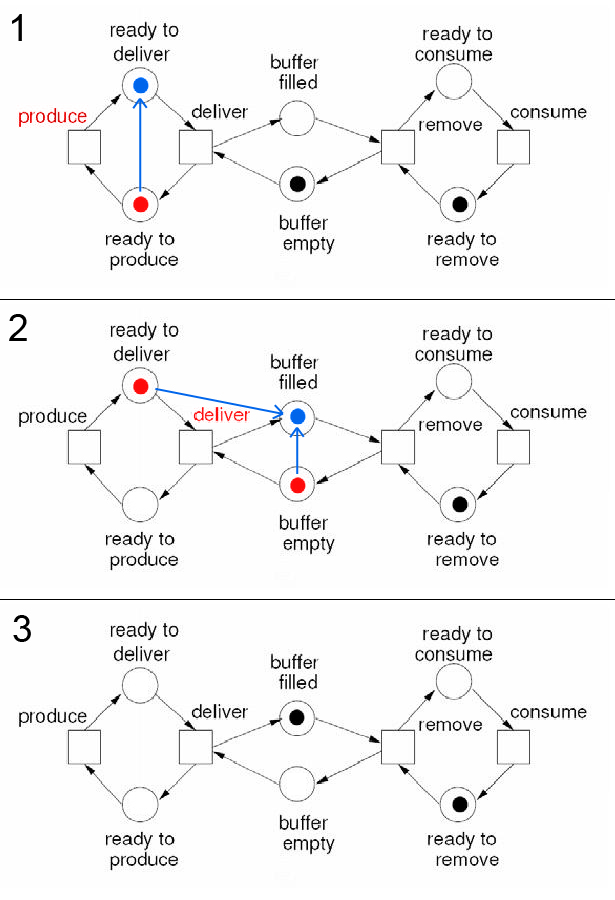 1
ready to
deliver
buffer
filled
ready to
consume
produce
deliver
remove
consume
ready to
produce
buffer
empty
ready to
remove
2
ready to
deliver
buffer
filled
ready to
consume
produce
deliver
remove
consume
ready to
produce
buffer
empty
ready to
remove
3
ready to
deliver
buffer
filled
ready to
consume
produce
deliver
remove
consume
ready to
produce
buffer
empty
ready to
remove